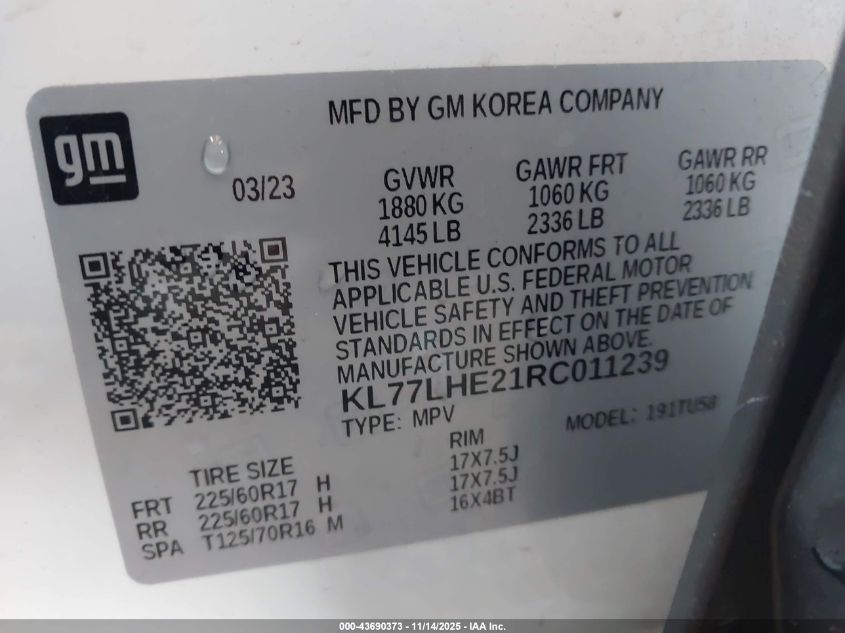 MFD BY GM KOREA COMPANY
gm
03/23
GVWR
1880 KG
4145 LB
GAWR FRT
1060 KG
2336 LB
GAWR RR
1060 KG
2336 LB
THIS VEHICLE CONFORMS TO ALL
APPLICABLE U.S. FEDERAL MOTOR
VEHICLE SAFETY AND THEFT PREVENTION
STANDARDS IN EFFECT ON THE DATE OF
MANUFACTURE SHOWN ABOVE.
KL77LHE21RC011239
TYPE: MPV
MODEL: 191TU58
TIRE SIZE
RIM
FRT 225/60R17 H 17X7.5J
RR 225/60R17 H 17X7.5J
SPA T125/70R16 M 16X4BT
000-43690373 - 11/14/2025 - IAA Inc.